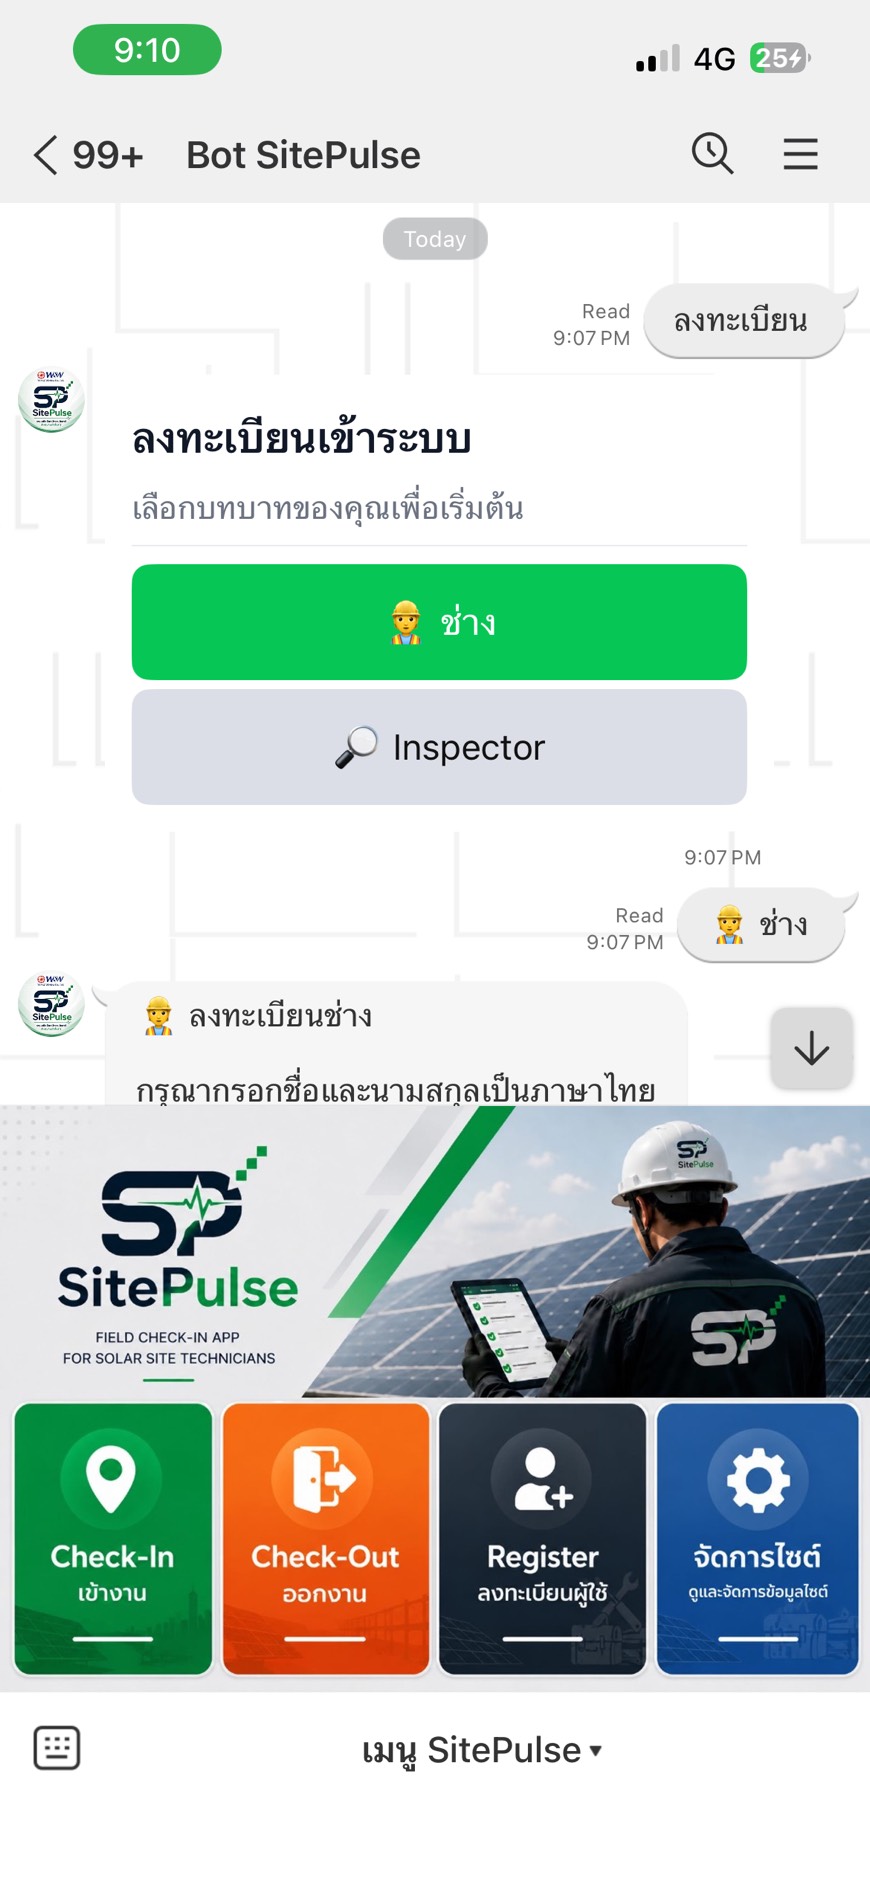 9:10
4G 25
99+ Bot SitePulse
Today
Read
9:07 PM
ลงทะเบียน
W&W
SP
SitePulse
ลงทะเบียนเข้าระบบ
เลือกบทบาทของคุณเพื่อเริ่มต้น
👷 ช่าง
🔎 Inspector
9:07 PM
Read
9:07 PM
👷 ช่าง
SP
SitePulse
👷 ลงทะเบียนช่าง
กรุณากรอกชื่อและนามสกุลเป็นภาษาไทย
SP
SitePulse
FIELD CHECK-IN APP
FOR SOLAR SITE TECHNICIANS
SP
SitePulse
SP
Check-In
เข้างาน
Check-Out
ออกงาน
Register
ลงทะเบียนผู้ใช้
จัดการไซต์
ดูและจัดการข้อมูลไซต์
เมนู SitePulse ▾